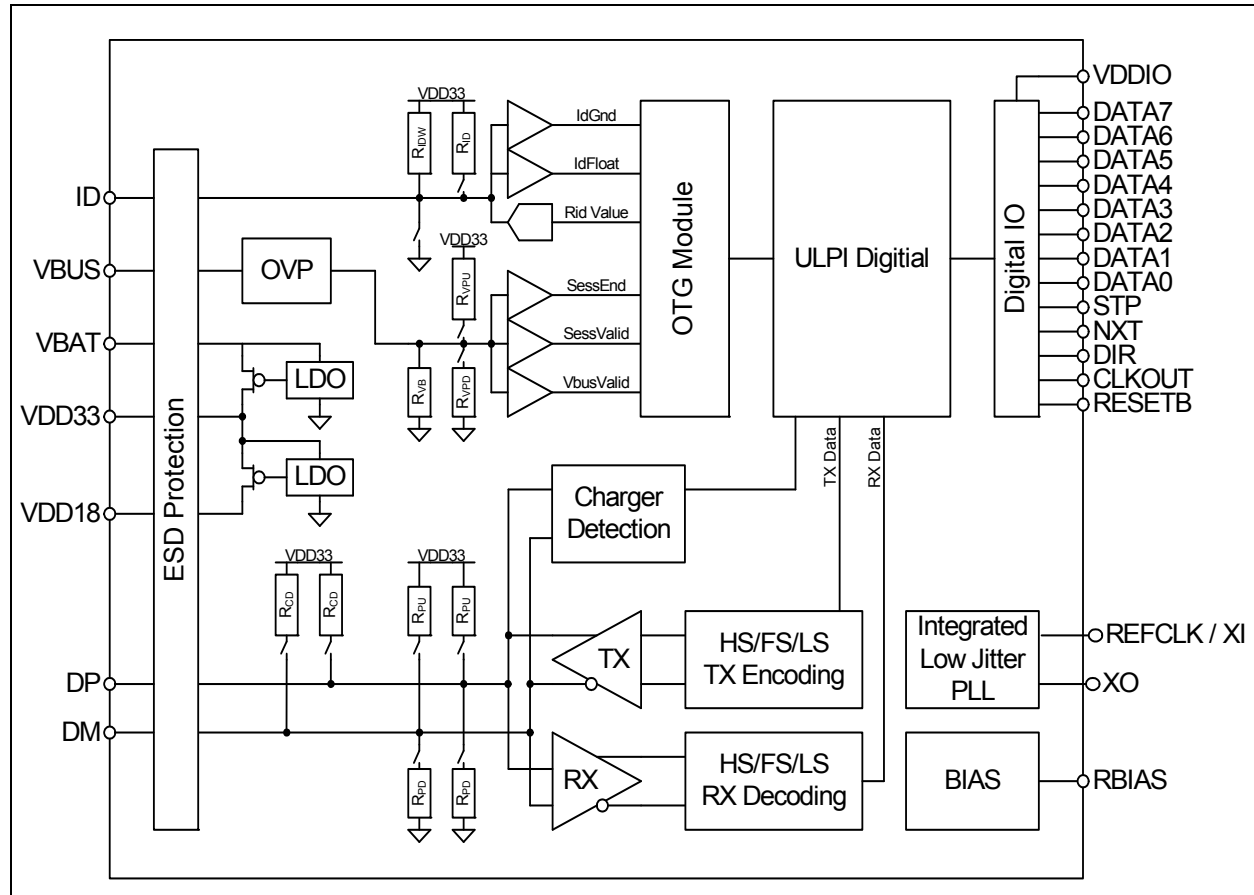 VDDIO
DATA7
DATA6
DATA5
DATA4
DATA3
DATA2
DATA1
DATA0
STP
NXT
DIR
CLKOUT
RESETB
REFCLK / XI
XO
RBIAS
ID
VBUS
VBAT
VDD33
VDD18
DP
DM
ESD Protection
OVP
LDO
LDO
VDD33
RIDW
RID
VDD33
RVPU
RVB
RVPD
IdGnd
IdFloat
Rid Value
SessEnd
SessValid
VbusValid
OTG Module
ULPI Digitial
Digital IO
TX Data
RX Data
Charger
Detection
VDD33
RCD
RCD
VDD33
RPU
RPU
RPD
RPD
TX
HS/FS/LS
TX Encoding
RX
HS/FS/LS
RX Decoding
Integrated
Low Jitter
PLL
BIAS